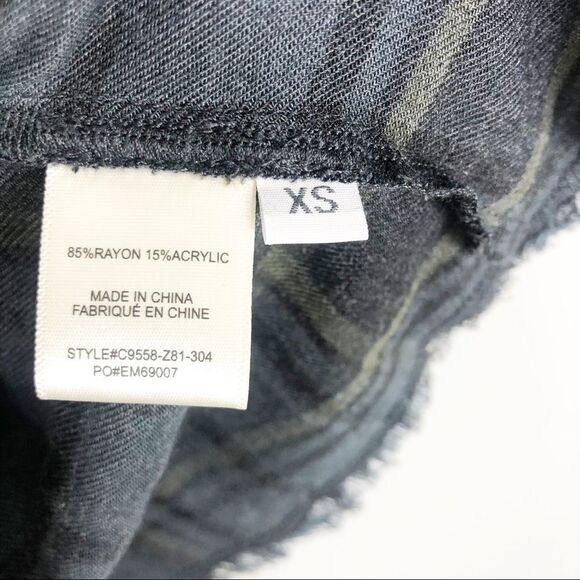 XS
85%RAYON 15%ACRYLIC
MADE IN CHINA
FABRIQUÉ EN CHINE
STYLE#C9558-Z81-304
PO#EM69007